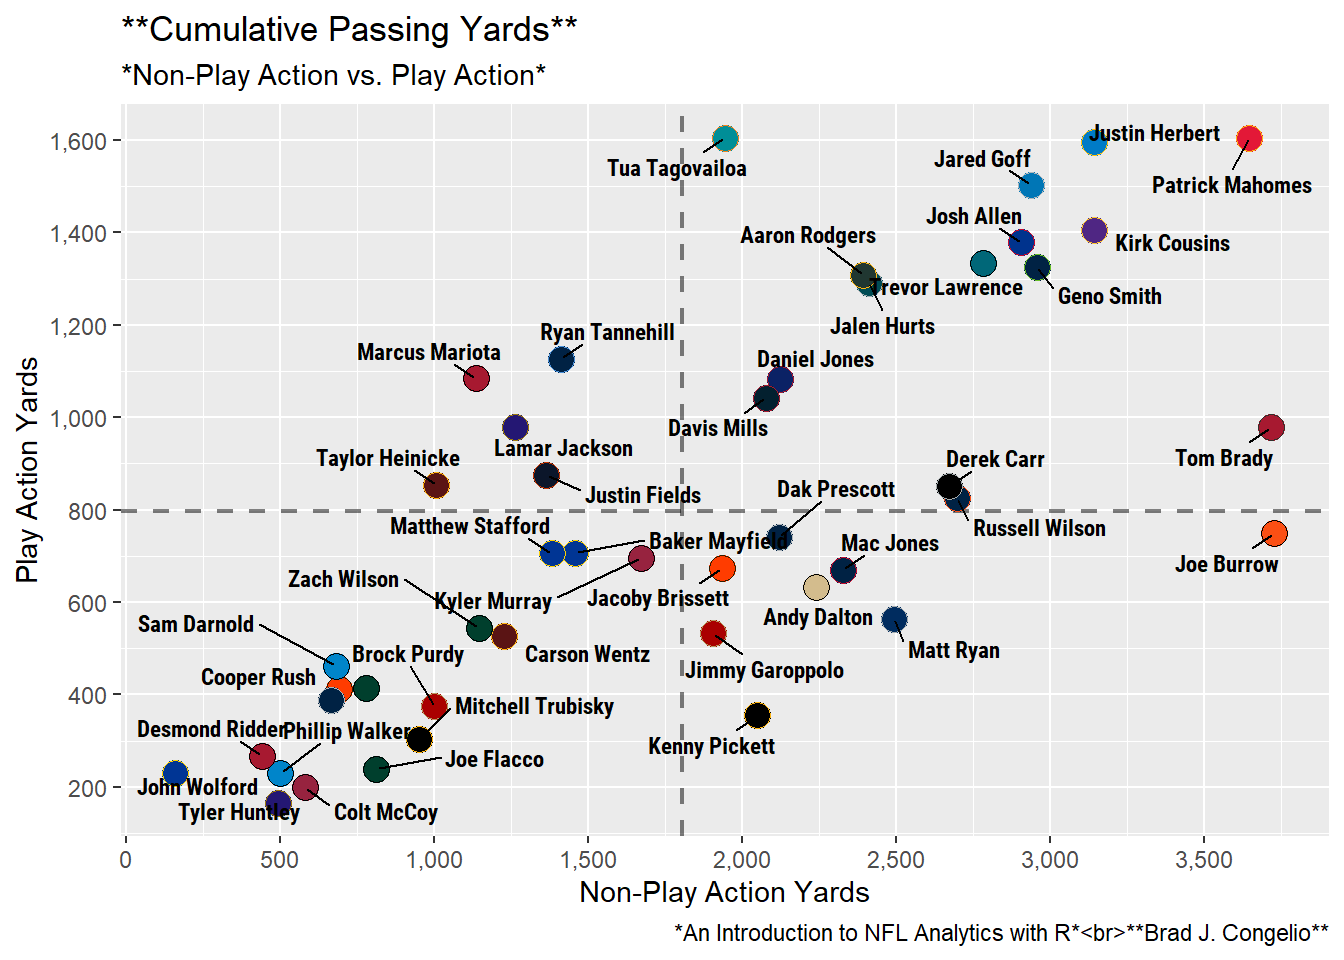 **Cumulative Passing Yards**
*Non-Play Action vs. Play Action*
Play Action Yards
1,600
1,400
1,200
1,000
800
600
400
200
Justin Herbert
Tua Tagovailoa
Jared Goff
Patrick Mahomes
Josh Allen
Aaron Rodgers
Kirk Cousins
Trevor Lawrence
Geno Smith
Jalen Hurts
Ryan Tannehill
Marcus Mariota
Daniel Jones
Davis Mills
Lamar Jackson
Taylor Heinicke
Derek Carr
Tom Brady
Justin Fields
Dak Prescott
Matthew Stafford
Russell Wilson
Baker Mayfield
Mac Jones
Joe Burrow
Zach Wilson
Kyler Murray
Jacoby Brissett
Andy Dalton
Sam Darnold
Brock Purdy
Carson Wentz
Matt Ryan
Jimmy Garoppolo
Cooper Rush
Mitchell Trubisky
Desmond Ridder
Phillip Walker
Kenny Pickett
Joe Flacco
John Wolford
Tyler Huntley
Colt McCoy
0
500
1,000
1,500
2,000
2,500
3,000
3,500
Non-Play Action Yards
*An Introduction to NFL Analytics with R*<br>**Brad J. Congelio**